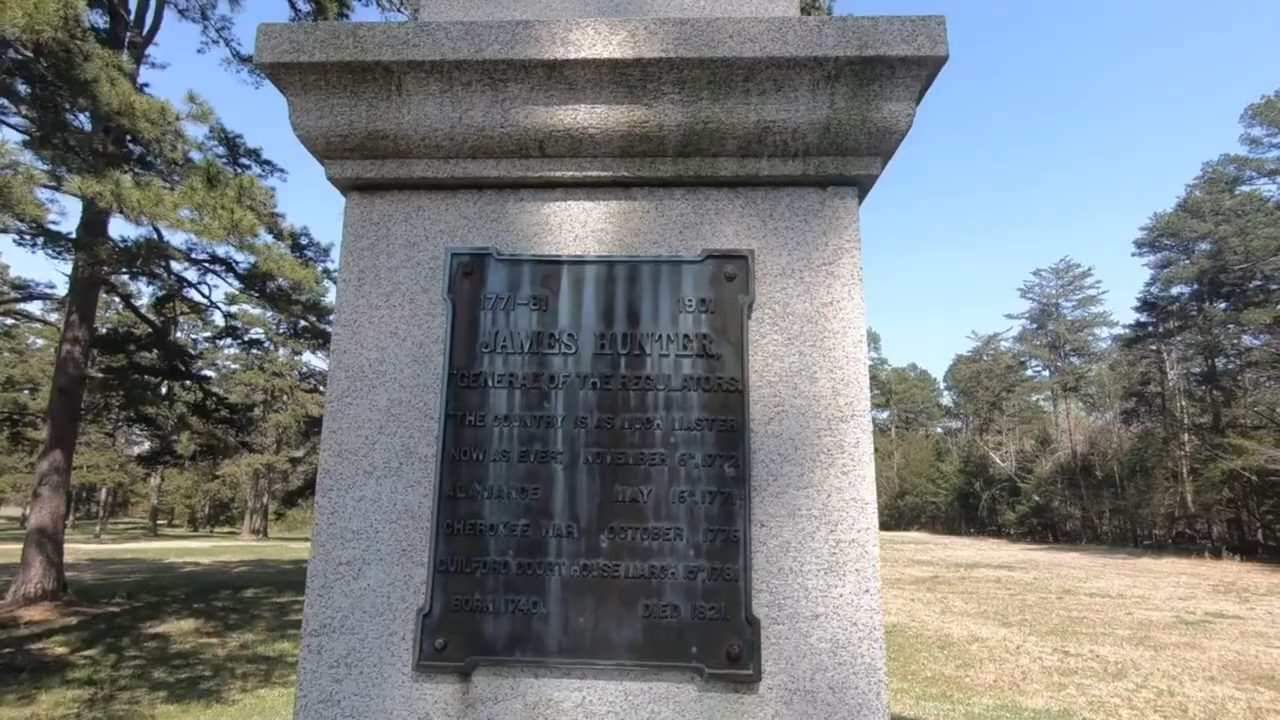 1771-81 1901
JAMES HUNTER,
"GENERAL" OF THE REGULATORS.
"THE COUNTRY IS AS MUCH MASTER
NOW AS EVER", NOVEMBER 6TH, 1772.
ALAMANCE MAY 16TH, 1771.
CHEROKEE WAR, OCTOBER, 1776
GUILFORD COURT HOUSE MARCH 15TH, 1781
BORN 1740. DIED 1821.